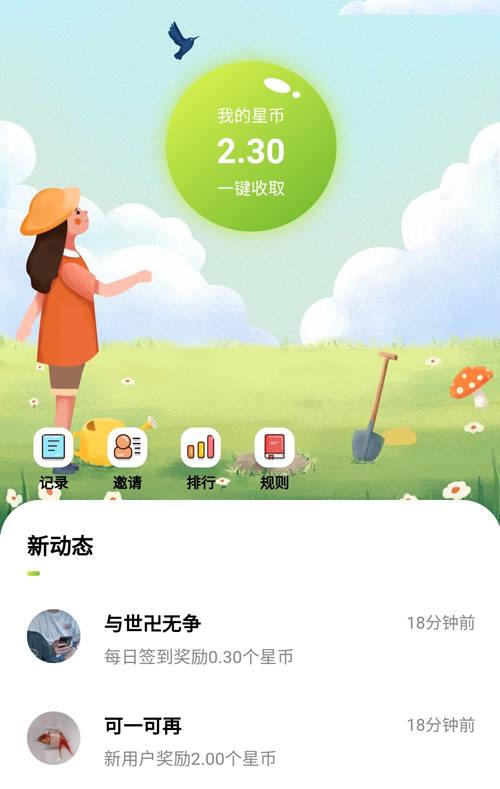 我的星币
2.30
一键收取
记录 邀请 排行 规则
新动态
与世卍无争 18分钟前
每日签到奖励0.30个星币
可一可再 18分钟前
新用户奖励2.00个星币